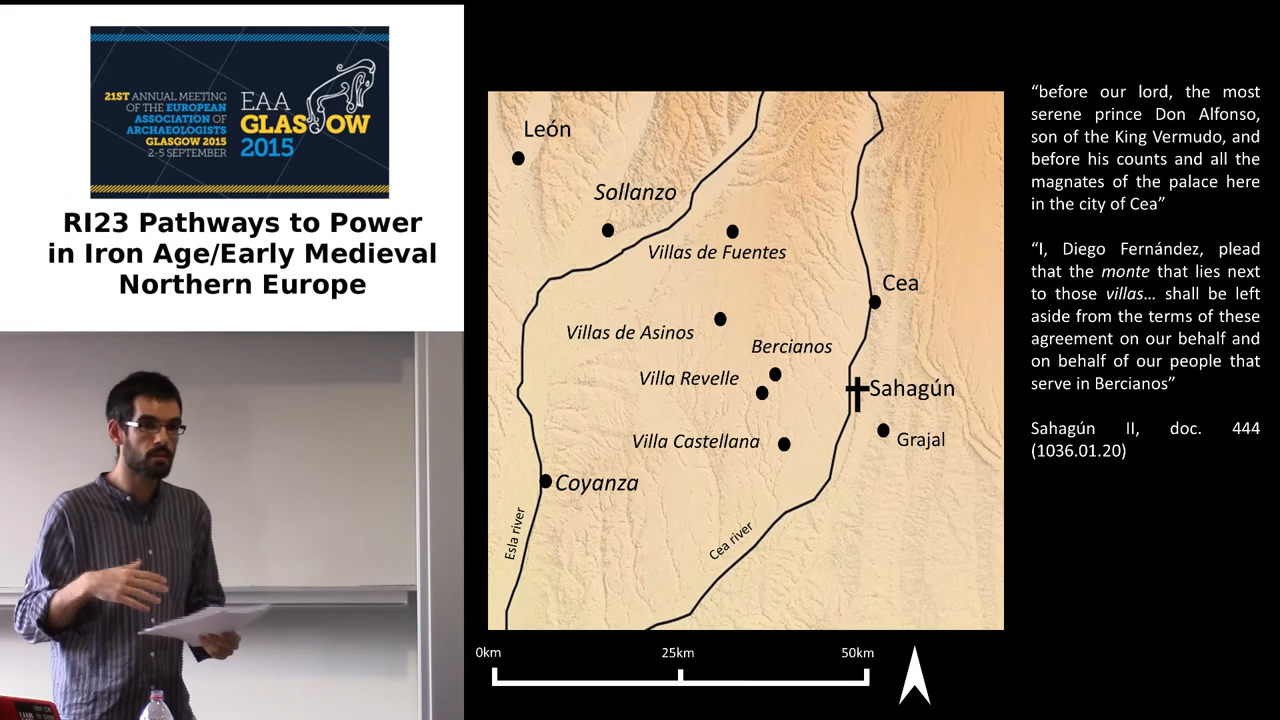 21ST ANNUAL MEETING
OF THE EUROPEAN
ASSOCIATION OF
ARCHAEOLOGISTS
GLASGOW 2015
2-5 SEPTEMBER
EAA
GLASGOW
2015
RI23 Pathways to Power
in Iron Age/Early Medieval
Northern Europe
León
Sollanzo
Villas de Fuentes
Cea
Villas de Asinos
Bercianos
Villa Revelle
Sahagún
Villa Castellana
Grajal
Coyanza
Esla river
Cea river
0km
25km
50km
“before our lord, the most
serene prince Don Alfonso,
son of the King Vermudo, and
before his counts and all the
magnates of the palace here
in the city of Cea”
“I, Diego Fernández, plead
that the monte that lies next
to those villas… shall be left
aside from the terms of these
agreement on our behalf and
on behalf of our people that
serve in Bercianos”
Sahagún II, doc. 444
(1036.01.20)